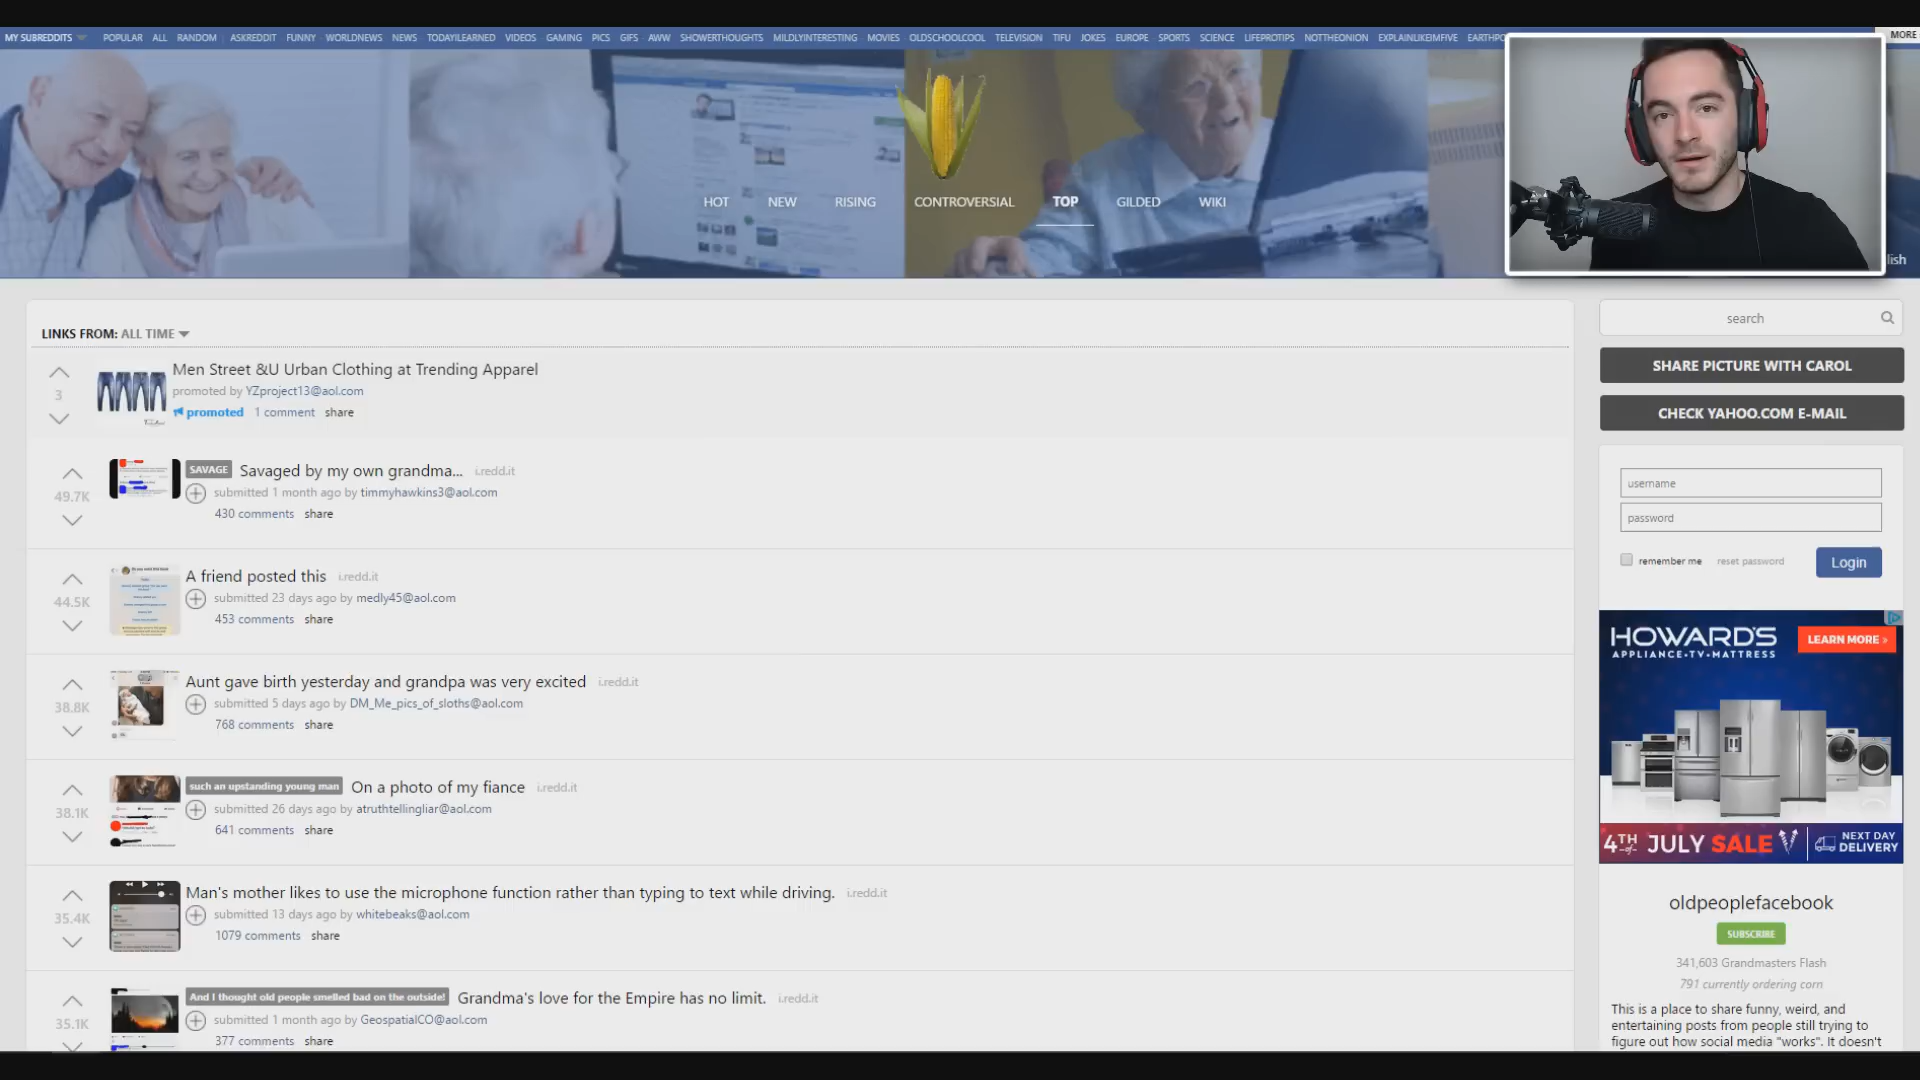 MY SUBREDDITS POPULAR ALL RANDOM ASKREDDIT FUNNY WORLDNEWS NEWS TODAYILEARNED VIDEOS GAMING PICS GIFS AWW SHOWERTHOUGHTS MILDLYINTERESTING MOVIES OLDSCHOOLCOOL TELEVISION TIFU JOKES EUROPE SPORTS SCIENCE LIFEPROTIPS NOTTHEONION EXPLAINLIKEIMFIVE EARTHPO MORE
HOT NEW RISING CONTROVERSIAL TOP GILDED WIKI
lish
LINKS FROM: ALL TIME
Men Street &U Urban Clothing at Trending Apparel
promoted by YZproject13@aol.com
promoted 1 comment share
3
SAVAGE Savaged by my own grandma... i.redd.it
submitted 1 month ago by timmyhawkins3@aol.com
49.7K
430 comments share
A friend posted this i.redd.it
submitted 23 days ago by medly45@aol.com
44.5K
453 comments share
Aunt gave birth yesterday and grandpa was very excited i.redd.it
submitted 5 days ago by DM_Me_pics_of_sloths@aol.com
38.8K
768 comments share
such an upstanding young man On a photo of my fiance i.redd.it
submitted 26 days ago by atruthtellingliar@aol.com
38.1K
641 comments share
Man's mother likes to use the microphone function rather than typing to text while driving. i.redd.it
submitted 13 days ago by whitebeaks@aol.com
35.4K
1079 comments share
And I thought old people smelled bad on the outside! Grandma's love for the Empire has no limit. i.redd.it
submitted 1 month ago by GeospatialCO@aol.com
35.1K
377 comments share
search
SHARE PICTURE WITH CAROL
CHECK YAHOO.COM E-MAIL
username
password
remember me reset password Login
HOWARD'S
APPLIANCE•TV•MATTRESS
LEARN MORE »
4TH of JULY SALE
NEXT DAY
DELIVERY
oldpeoplefacebook
SUBSCRIBE
341,603 Grandmasters Flash
791 currently ordering corn
This is a place to share funny, weird, and
entertaining posts from people still trying to
figure out how social media "works". It doesn't